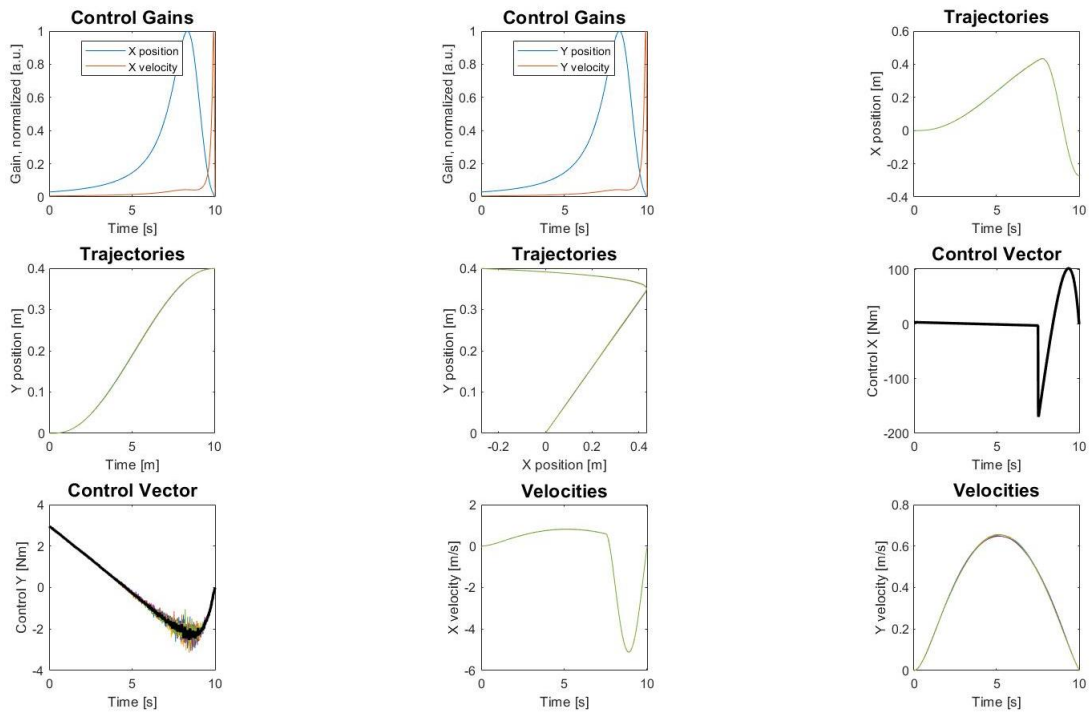 Control Gains
Gain, normalized [a.u.]
1
0.8
0.6
0.4
0.2
0
X position
X velocity
0 5 10
Time [s]
Control Gains
Gain, normalized [a.u.]
1
0.8
0.6
0.4
0.2
0
Y position
Y velocity
0 5 10
Time [s]
Trajectories
X position [m]
0.6
0.4
0.2
0
-0.2
-0.4
0 5 10
Time [s]
Trajectories
Y position [m]
0.4
0.3
0.2
0.1
0
0 5 10
Time [m]
Trajectories
Y position [m]
0.4
0.3
0.2
0.1
0
-0.2 0 0.2 0.4
X position [m]
Control Vector
Control X [Nm]
100
0
-100
-200
0 5 10
Time [s]
Control Vector
Control Y [Nm]
4
2
0
-2
-4
0 5 10
Time [s]
Velocities
X velocity [m/s]
2
0
-2
-4
-6
0 5 10
Time [s]
Velocities
Y velocity [m/s]
0.8
0.6
0.4
0.2
0
0 5 10
Time [s]